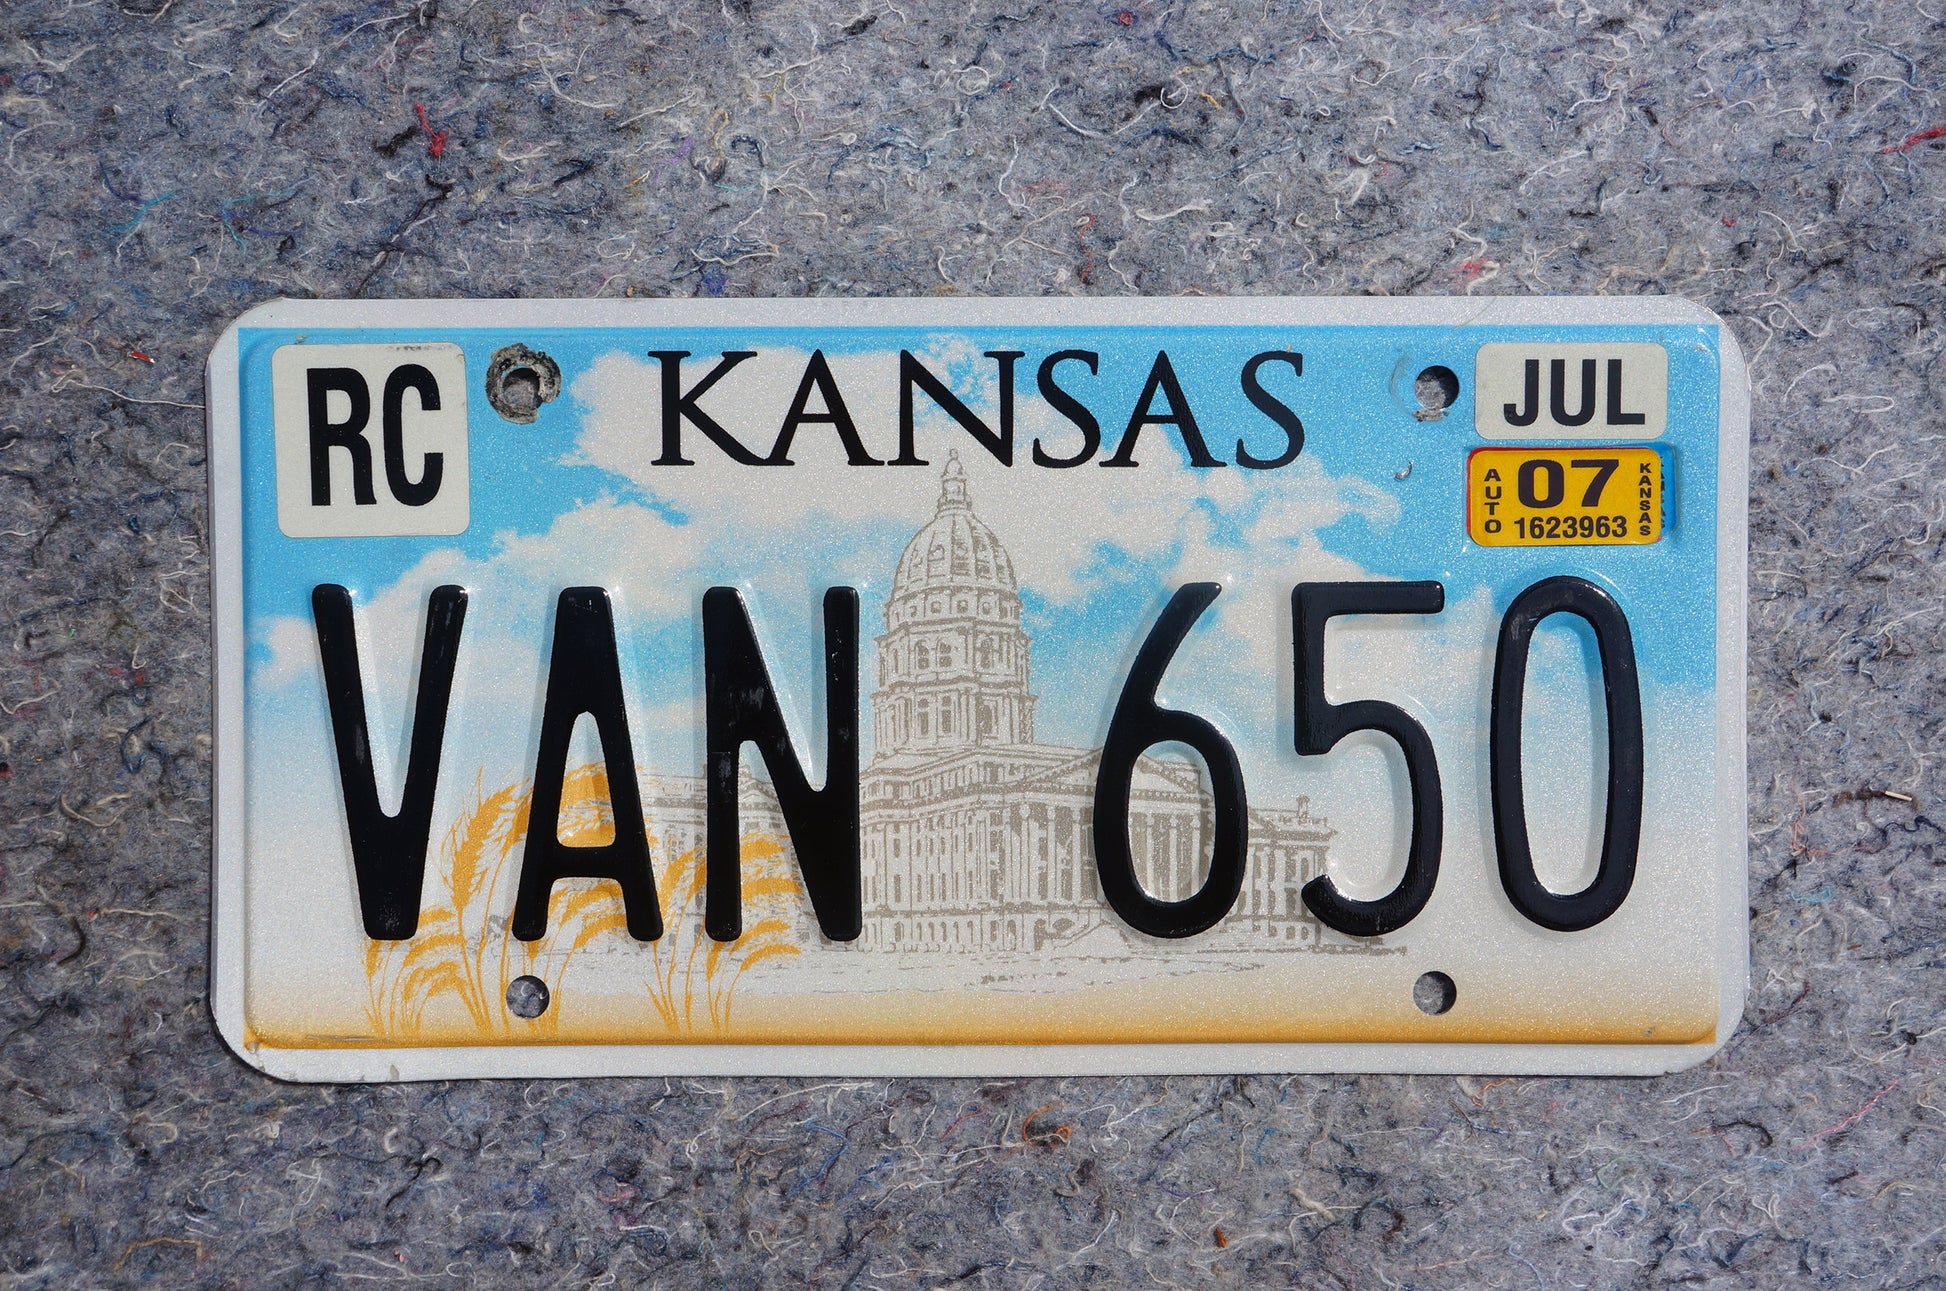 RC
KANSAS
JUL
AUTO
07
KANSAS
1623963
VAN 650